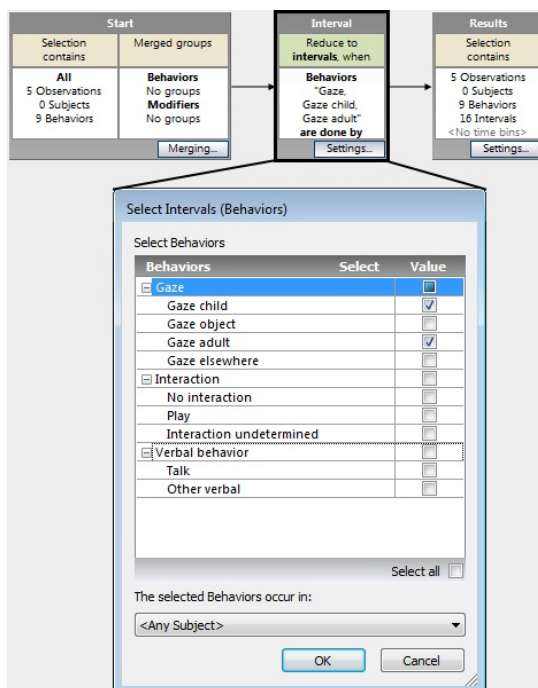 Start
Selection contains
Merged groups
All
5 Observations
0 Subjects
9 Behaviors
Behaviors
No groups
Modifiers
No groups
Merging...
Interval
Reduce to
intervals, when
Behaviors
"Gaze,
Gaze child,
Gaze adult"
are done by
Settings...
Results
Selection
contains
5 Observations
0 Subjects
9 Behaviors
16 Intervals
<No time bins>
Settings...
Select Intervals (Behaviors)
Select Behaviors
Behaviors Select Value
Gaze
Gaze child
Gaze object
Gaze adult
Gaze elsewhere
Interaction
No interaction
Play
Interaction undetermined
Verbal behavior
Talk
Other verbal
Select all
The selected Behaviors occur in:
<Any Subject>
OK Cancel